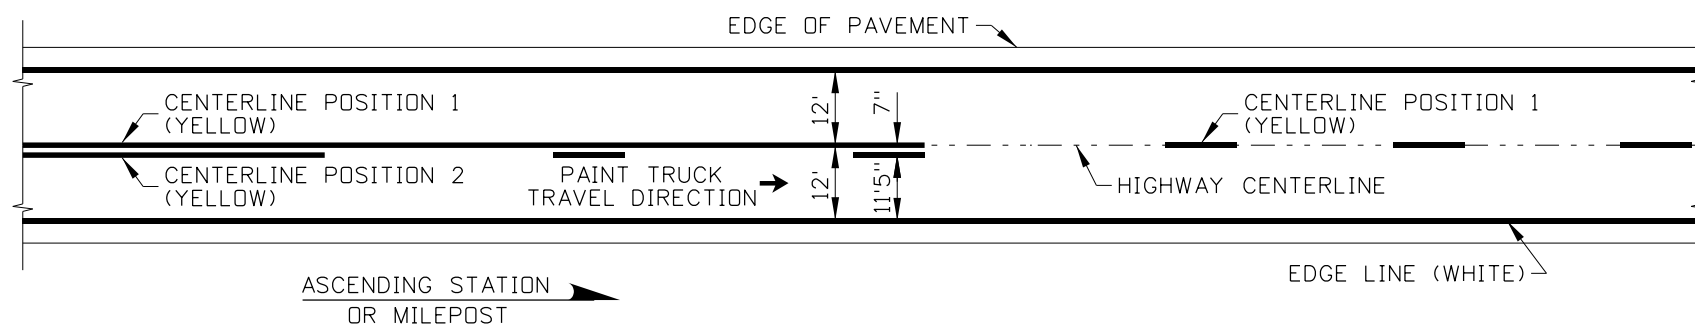 EDGE OF PAVEMENT
CENTERLINE POSITION 1
(YELLOW)
12'
7"
CENTERLINE POSITION 1
(YELLOW)
CENTERLINE POSITION 2
(YELLOW)
PAINT TRUCK
TRAVEL DIRECTION
12'
11'5"
HIGHWAY CENTERLINE
EDGE LINE (WHITE)
ASCENDING STATION
OR MILEPOST